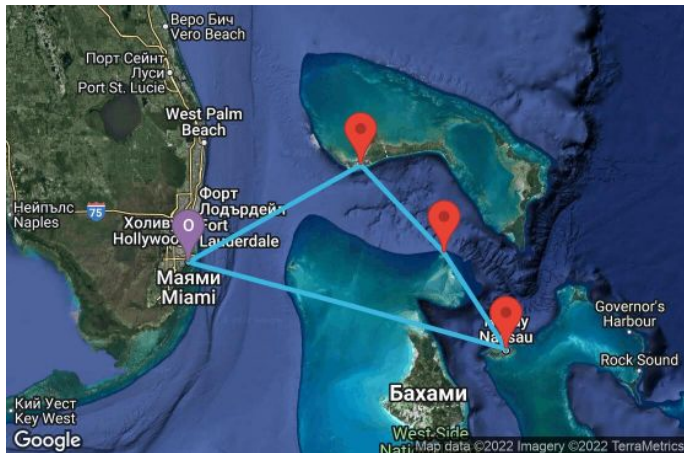 Веро Бич
Vero Beach
Порт Сейнт
Луси
Port St. Lucie
West Palm
Beach
Нейпълс
Naples
75
Форт
Лодърдейл
Fort
Lauderdale
Hollywood
O
Маями
Miami
Nassau
Governor's
Harbour
Rock Sound
Бахами
Кий Уест
Key West
West Side
Google
Map data ©2022 Imagery ©2022 TerraMetrics